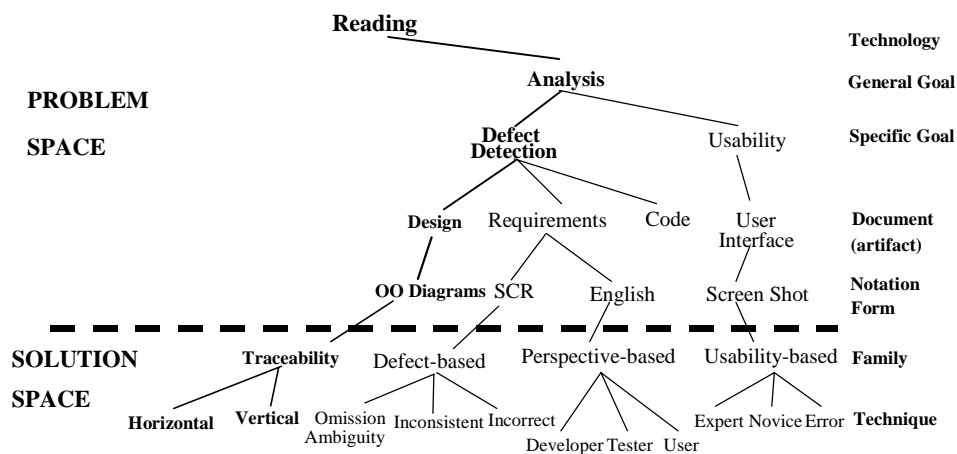 Reading
Technology
Analysis
General Goal
PROBLEM
SPACE
Defect
Detection
Usability
Specific Goal
Design
Requirements
Code
User
Interface
Document
(artifact)
OO Diagrams
SCR
English
Screen Shot
Notation
Form
SOLUTION
SPACE
Traceability
Defect-based
Perspective-based
Usability-based
Family
Horizontal
Vertical
Omission
Ambiguity
Inconsistent
Incorrect
Developer
Tester
User
Expert
Novice
Error
Technique